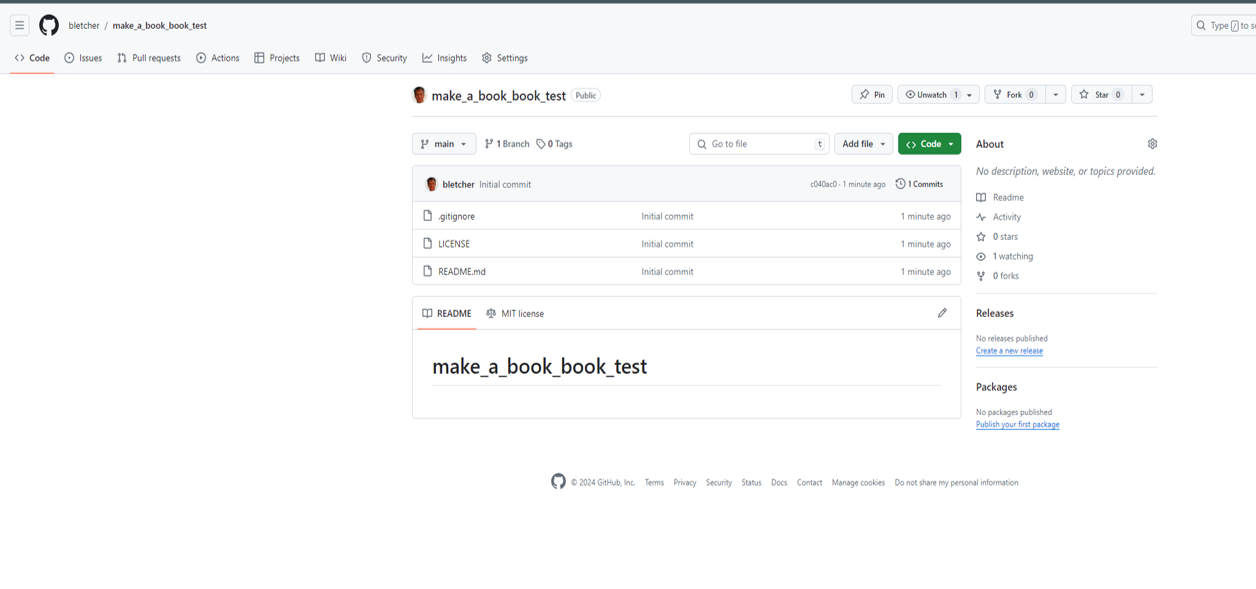 bletcher / make_a_book_book_test
Type / to
Code Issues Pull requests Actions Projects Wiki Security Insights Settings
make_a_book_book_test Public
Pin Unwatch 1 Fork 0 Star 0
main 1 Branch 0 Tags
Go to file t Add file Code
bletcher Initial commit c040ac0 · 1 minute ago 1 Commits
.gitignore Initial commit 1 minute ago
LICENSE Initial commit 1 minute ago
README.md Initial commit 1 minute ago
README MIT license
make_a_book_book_test
About
No description, website, or topics provided.
Readme
Activity
0 stars
1 watching
0 forks
Releases
No releases published
Create a new release
Packages
No packages published
Publish your first package
© 2024 GitHub, Inc. Terms Privacy Security Status Docs Contact Manage cookies Do not share my personal information